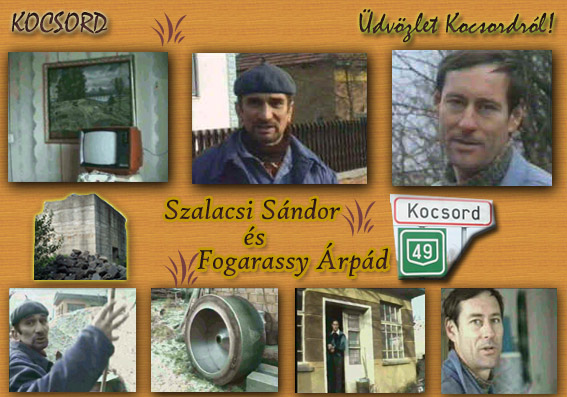 KOCSORD
Üdvözlet Kocsordról!
Szalacsi Sándor
és
Fogarassy Árpád
Kocsord
49